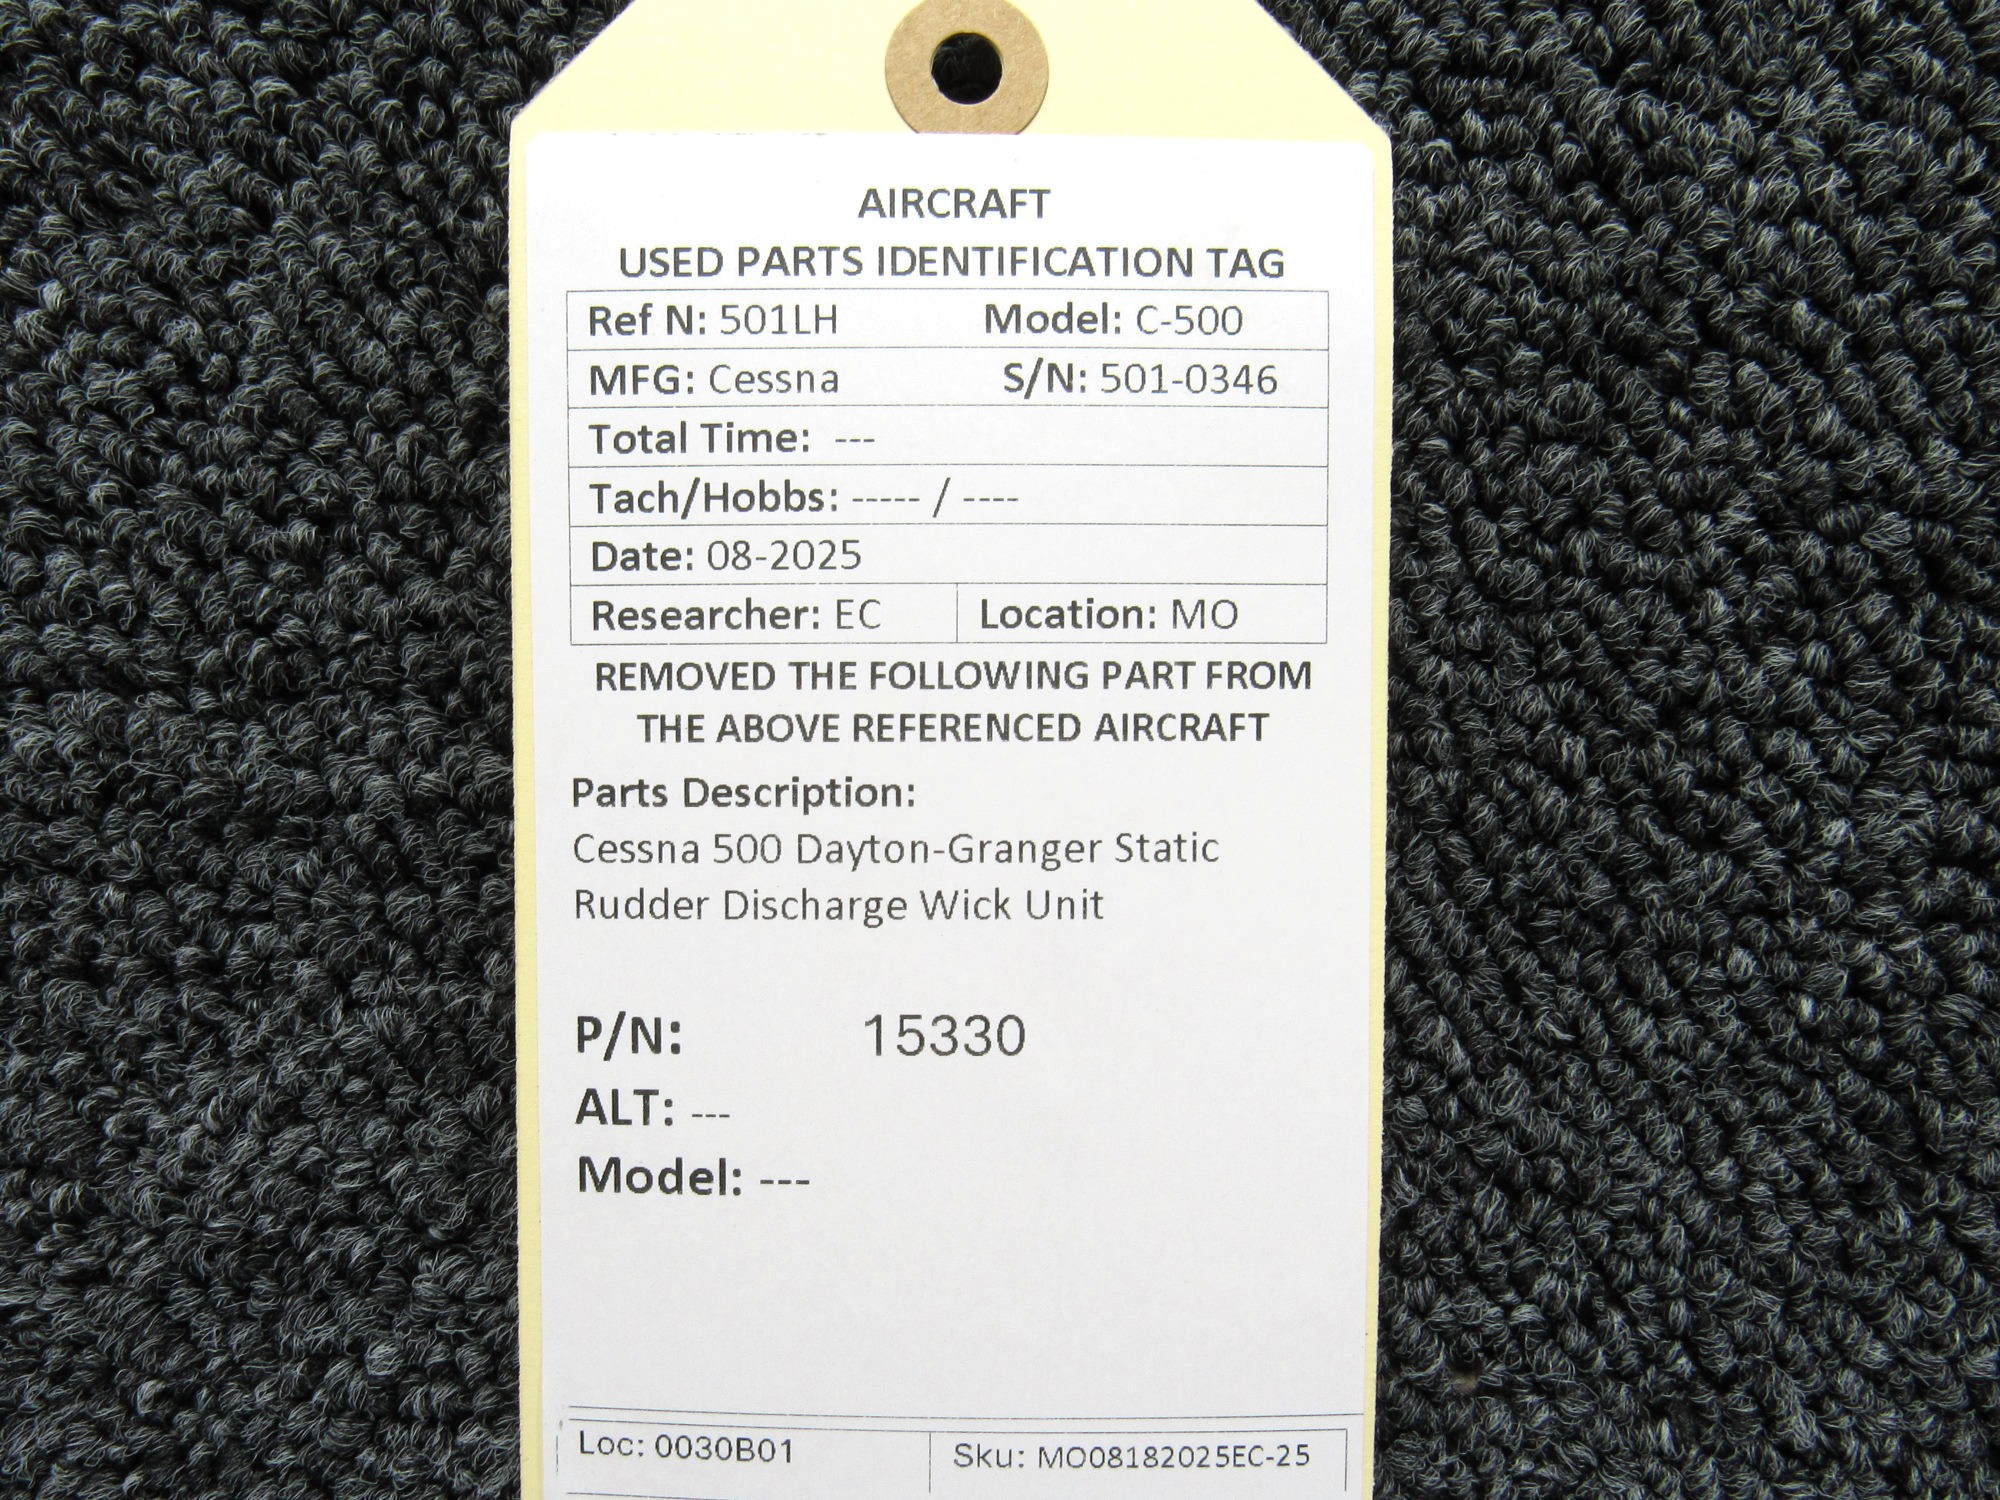 AIRCRAFT
USED PARTS IDENTIFICATION TAG
Ref N: 501LH Model: C-500
MFG: Cessna S/N: 501-0346
Total Time: ---
Tach/Hobbs: ----- / ----
Date: 08-2025
Researcher: EC Location: MO
REMOVED THE FOLLOWING PART FROM
THE ABOVE REFERENCED AIRCRAFT
Parts Description:
Cessna 500 Dayton-Granger Static
Rudder Discharge Wick Unit
P/N: 15330
ALT: ---
Model: ---
Loc: 0030B01 Sku: MO08182025EC-25